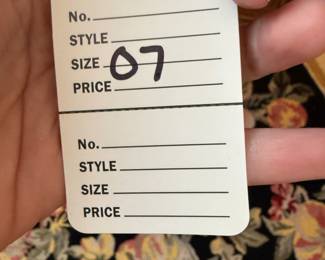 No.
STYLE
SIZE 07
PRICE
No.
STYLE
SIZE
PRICE